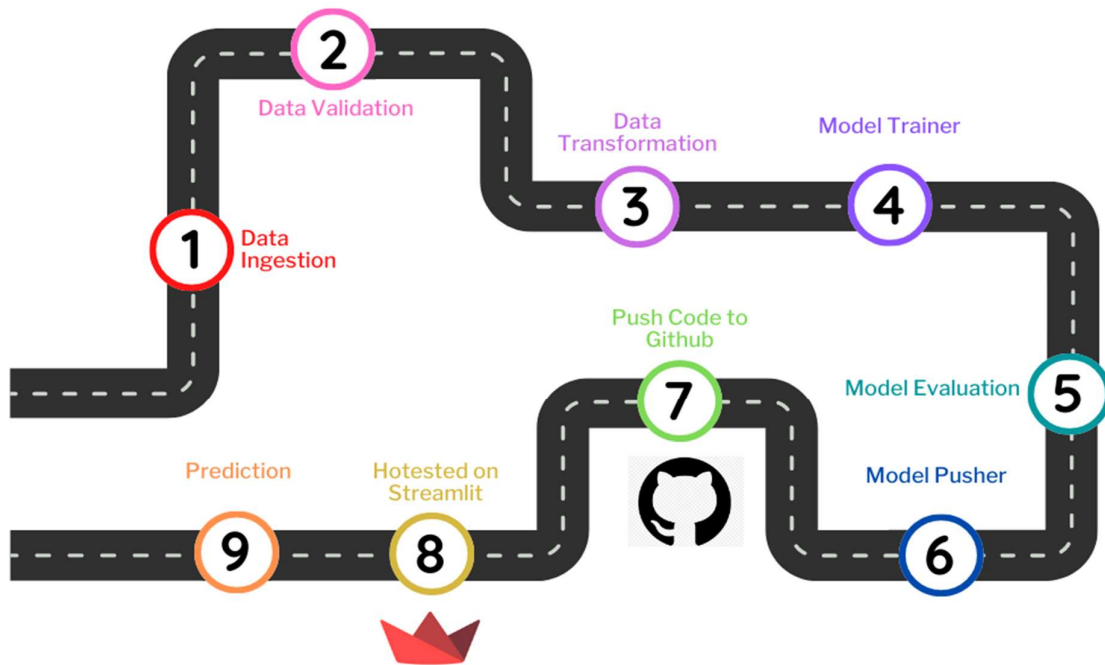 1
Data
Ingestion
2
Data Validation
Data
Transformation
3
Model Trainer
4
Model Evaluation
5
Model Pusher
6
Push Code to
Github
7
Hotested on
Streamlit
8
Prediction
9